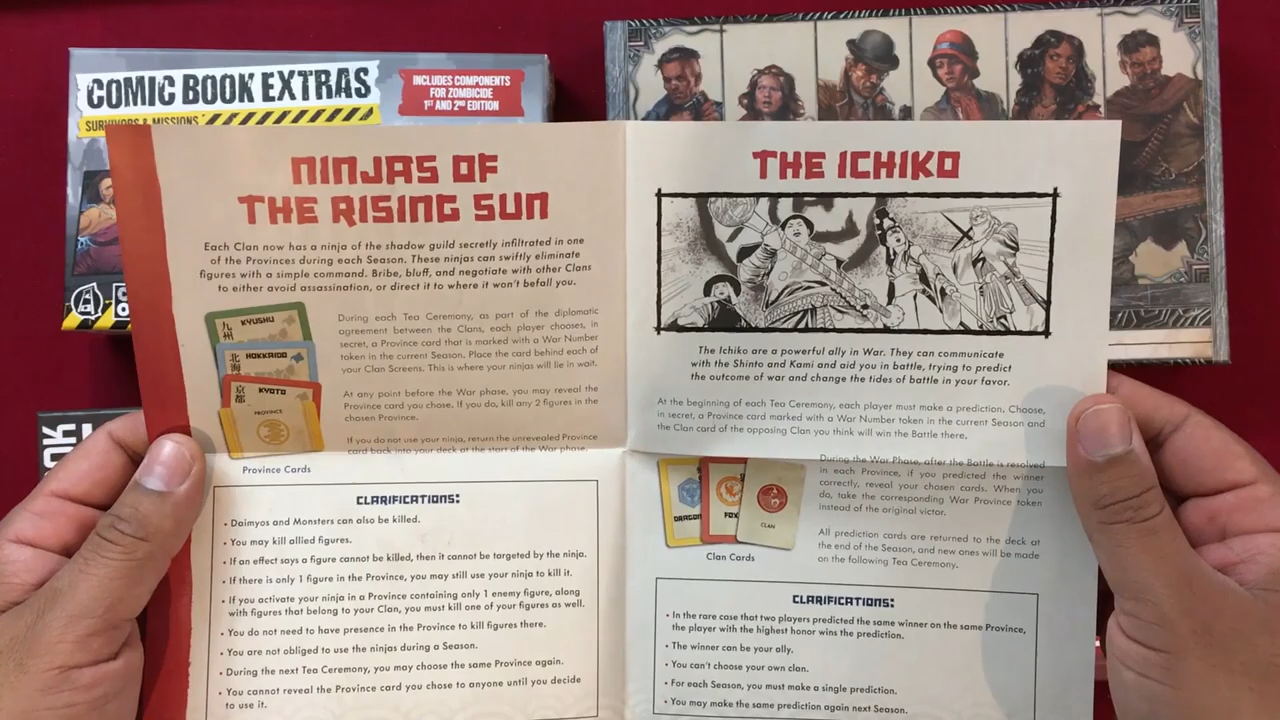 COMIC BOOK EXTRAS
INCLUDES COMPONENTS
FOR ZOMBICIDE
1ST AND 2ND EDITION
SURVIVORS & MISSIONS
NINJAS OF
THE RISING SUN
Each Clan now has a ninja of the shadow guild secretly infiltrated in one
of the Provinces during each Season. These ninjas can swiftly eliminate
figures with a simple command. Bribe, bluff, and negotiate with other Clans
to either avoid assassination, or direct it to where it won't befall you.
九州
KYUSHU
北海
HOKKAIDO
京都
KYOTO
PROVINCE
Province Cards
During each Tea Ceremony, as part of the diplomatic
agreement between the Clans, each player chooses, in
secret, a Province card that is marked with a War Number
token in the current Season. Place the card behind each of
your Clan Screens. This is where your ninjas will lie in wait.
At any point before the War phase, you may reveal the
Province card you chose. If you do, kill any 2 figures in the
chosen Province.
If you do not use your ninja, return the unrevealed Province
card back into your deck at the start of the War phase.
CLARIFICATIONS:
• Daimyos and Monsters can also be killed.
• You may kill allied figures.
• If an effect says a figure cannot be killed, then it cannot be targeted by the ninja.
• If there is only 1 figure in the Province, you may still use your ninja to kill it.
• If you activate your ninja in a Province containing only 1 enemy figure, along
with figures that belong to your Clan, you must kill one of your figures as well.
• You do not need to have presence in the Province to kill figures there.
• You are not obliged to use the ninjas during a Season.
• During the next Tea Ceremony, you may choose the same Province again.
• You cannot reveal the Province card you chose to anyone until you decide
to use it.
THE ICHIKO
The Ichiko are a powerful ally in War. They can communicate
with the Shinto and Kami and aid you in battle, trying to predict
the outcome of war and change the tides of battle in your favor.
At the beginning of each Tea Ceremony, each player must make a prediction. Choose,
in secret, a Province card marked with a War Number token in the current Season and
the Clan card of the opposing Clan you think will win the Battle there.
DRAGON
FOX
CLAN
Clan Cards
During the War Phase, after the Battle is resolved
in each Province, if you predicted the winner
correctly, reveal your chosen cards. When you
do, take the corresponding War Province token
instead of the original victor.
All prediction cards are returned to the deck at
the end of the Season, and new ones will be made
on the following Tea Ceremony.
CLARIFICATIONS:
• In the rare case that two players predicted the same winner on the same Province,
the player with the highest honor wins the prediction.
• The winner can be your ally.
• You can't choose your own clan.
• For each Season, you must make a single prediction.
• You may make the same prediction again next Season.